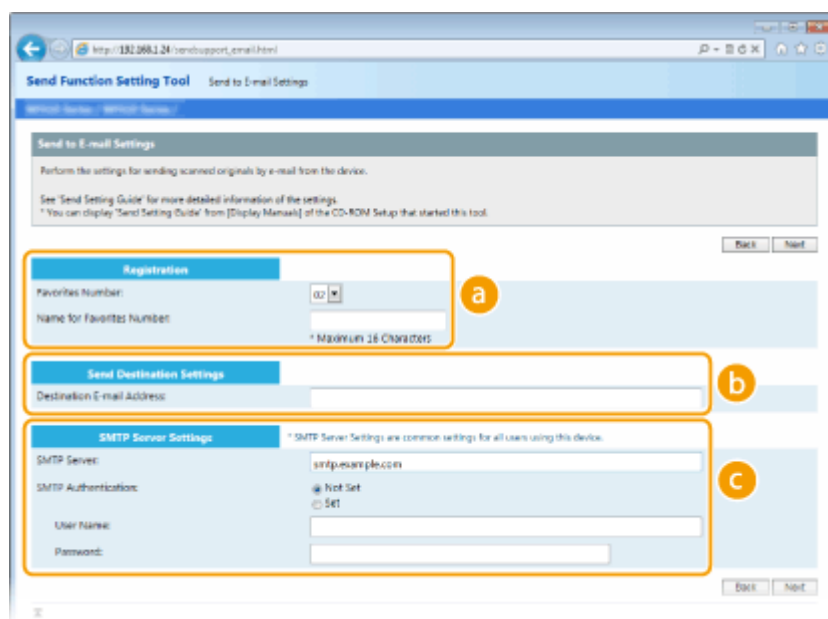 http://192.168.1.24/sendsupport_email.html
Send Function Setting Tool Send to E-mail Settings
Send to E-mail Settings
Perform the settings for sending scanned originals by e-mail from the device.
See 'Send Setting Guide' for more detailed information of the settings.
* You can display 'Send Setting Guide' from [Display Manuals] of the CD-ROM Setup that started this tool.
Back Next
Registration
Favorites Number: 02
Name for Favorites Number:
* Maximum 16 Characters
a
Send Destination Settings
Destination E-mail Address:
b
SMTP Server Settings * SMTP Server Settings are common settings for all users using this device.
SMTP Server: smtp.example.com
SMTP Authentication: Not Set
Set
User Name:
Password:
c
Back Next